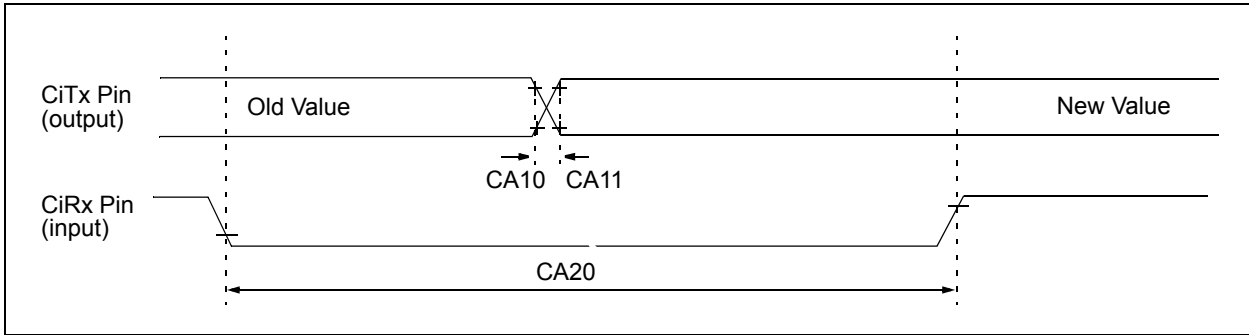 CiTx Pin
(output)
Old Value
New Value
CA10
CA11
CiRx Pin
(input)
CA20